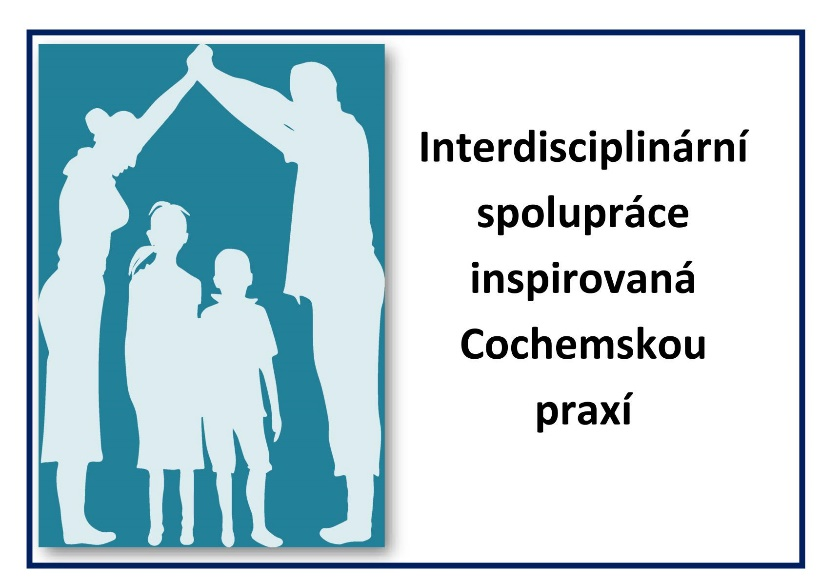 Interdisciplinární
spolupráce
inspirovaná
Cochemskou
praxí